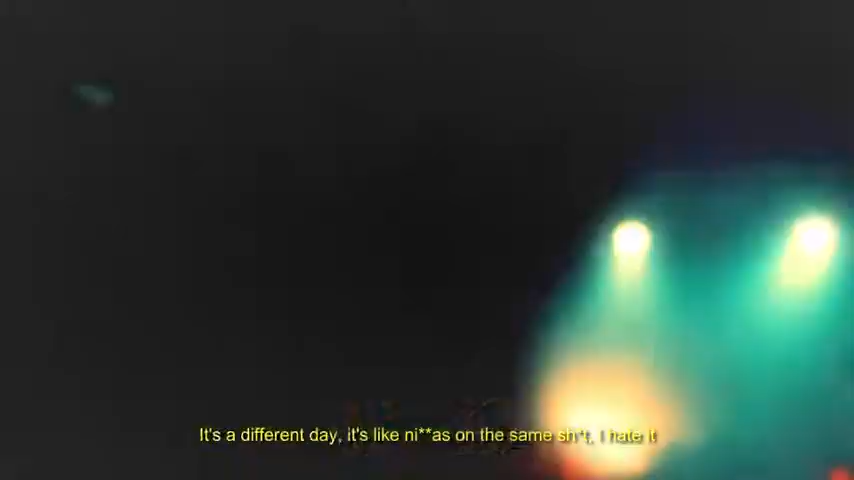 It's a different day, it's like ni**as on the same sh*t, I hate it